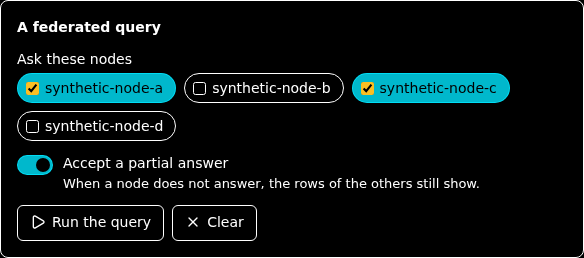 A federated query
Ask these nodes
synthetic-node-a synthetic-node-b synthetic-node-c
synthetic-node-d
Accept a partial answer
When a node does not answer, the rows of the others still show.
Run the query Clear